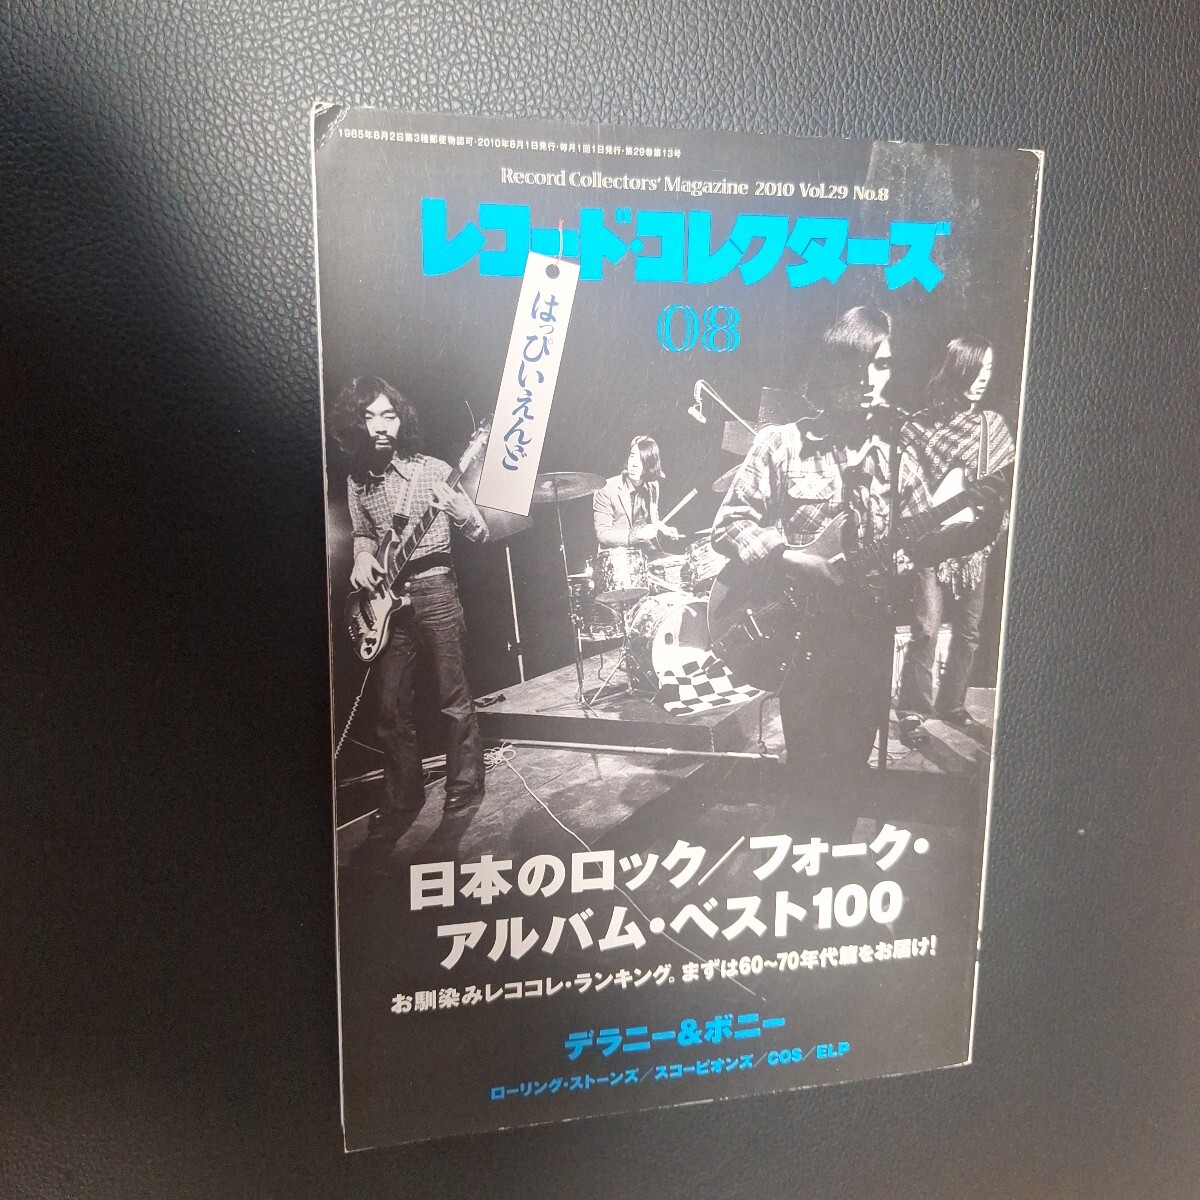 1985年8月2日第3種郵便物認可・2010年8月1日発行・毎月1回1日発行・第29巻第13号
Record Collectors' Magazine 2010 Vol.29 No.8
レコード・コレクターズ
08
はっぴいえんど
日本のロック／フォーク・
アルバム・ベスト100
お馴染みレココレ・ランキング。まずは60〜70年代篇をお届け!
デラニー&ボニー
ローリング・ストーンズ／スコーピオンズ／COS／ELP